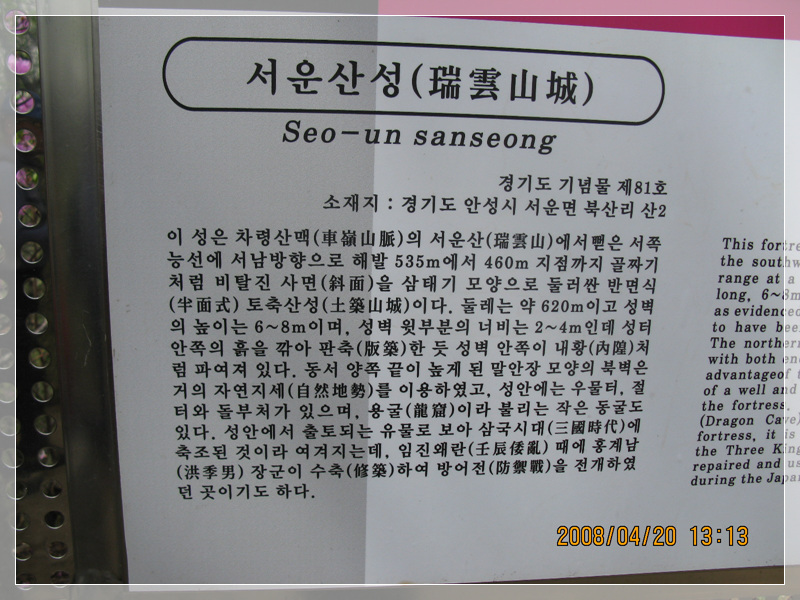 서운산성(瑞雲山城)
Seo-un sanseong
경기도 기념물 제81호
소재지 : 경기도 안성시 서운면 북산리 산2
이 성은 차령산맥(車嶺山脈)의 서운산(瑞雲山)에서뻗은 서쪽
능선에 서남방향으로 해발 535m에서 460m 지점까지 골짜기
처럼 비탈진 사면(斜面)을 삼태기 모양으로 둘러싼 반면식
(半面式) 토축산성(土築山城)이다. 둘레는 약 620m이고 성벽
의 높이는 6~8m이며, 성벽 윗부분의 너비는 2~4m인데 성터
안쪽의 흙을 깎아 판축(版築)한 듯 성벽 안쪽이 내황(內隍)처
럼 파여져 있다. 동서 양쪽 끝이 높게 된 말안장 모양의 북벽은
거의 자연지세(自然地勢)를 이용하였고, 성안에는 우물터, 절
터와 돌부처가 있으며, 용굴(龍窟)이라 불리는 작은 동굴도
있다. 성안에서 출토되는 유물로 보아 삼국시대(三國時代)에
축조된 것이라 여겨지는데, 임진왜란(壬辰倭亂) 때에 홍계남
(洪季男) 장군이 수축(修築)하여 방어전(防禦戰)을 전개하였
던 곳이기도 하다.
This fortre
the southw
range at a
long, 6~8m
as evidenced
to have bee
The northern
with both en
advantageof t
of a well and
the fortress.
(Dragon Cave)
fortress, it is
the Three King
repaired and us
during the Japan
2008/04/20 13:13